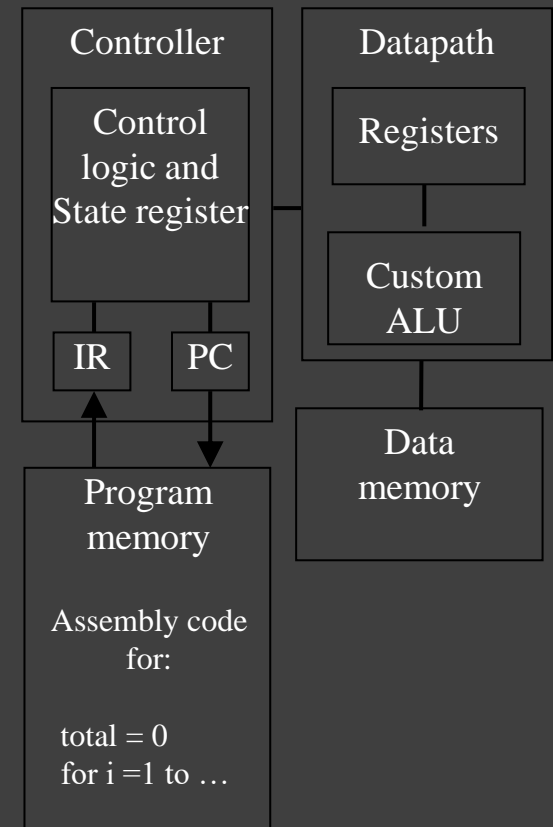 Controller
Control
logic and
State register
IR
PC
Datapath
Registers
Custom
ALU
Data
memory
Program
memory
Assembly code
for:
total = 0
for i =1 to …